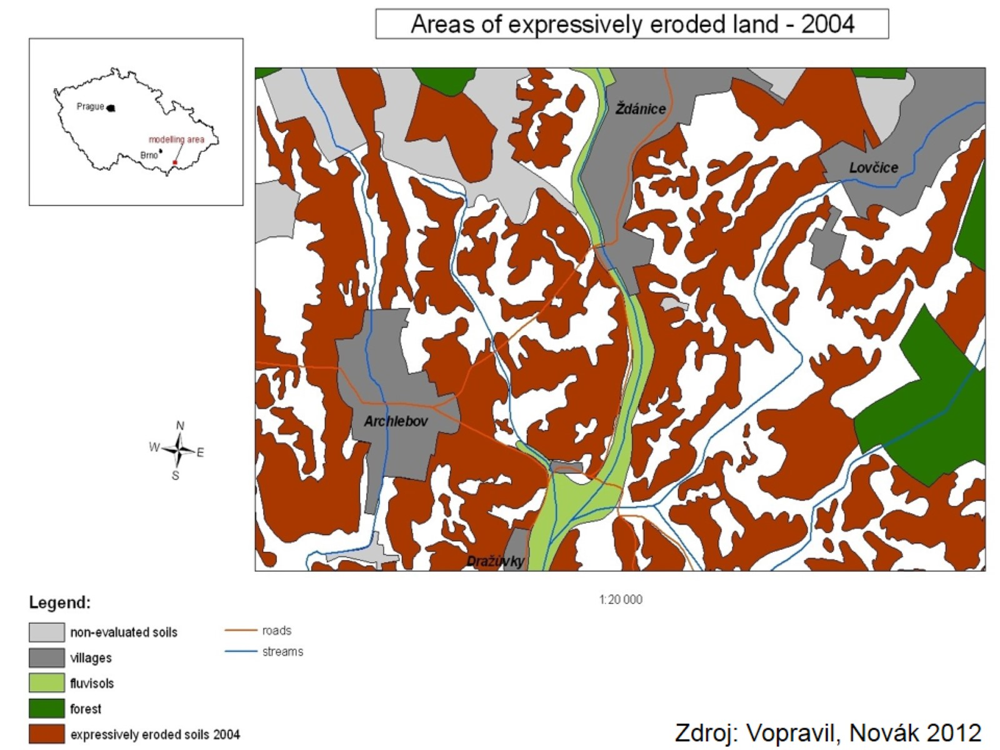 Areas of expressively eroded land - 2004
Prague
modelling area
Brno
Ždánice
Lovčice
Archlebov
Dražůvky
N
W
E
S
1:20 000
Legend:
non-evaluated soils
villages
fluvisols
forest
expressively eroded soils 2004
roads
streams
Zdroj: Vopravil, Novák 2012